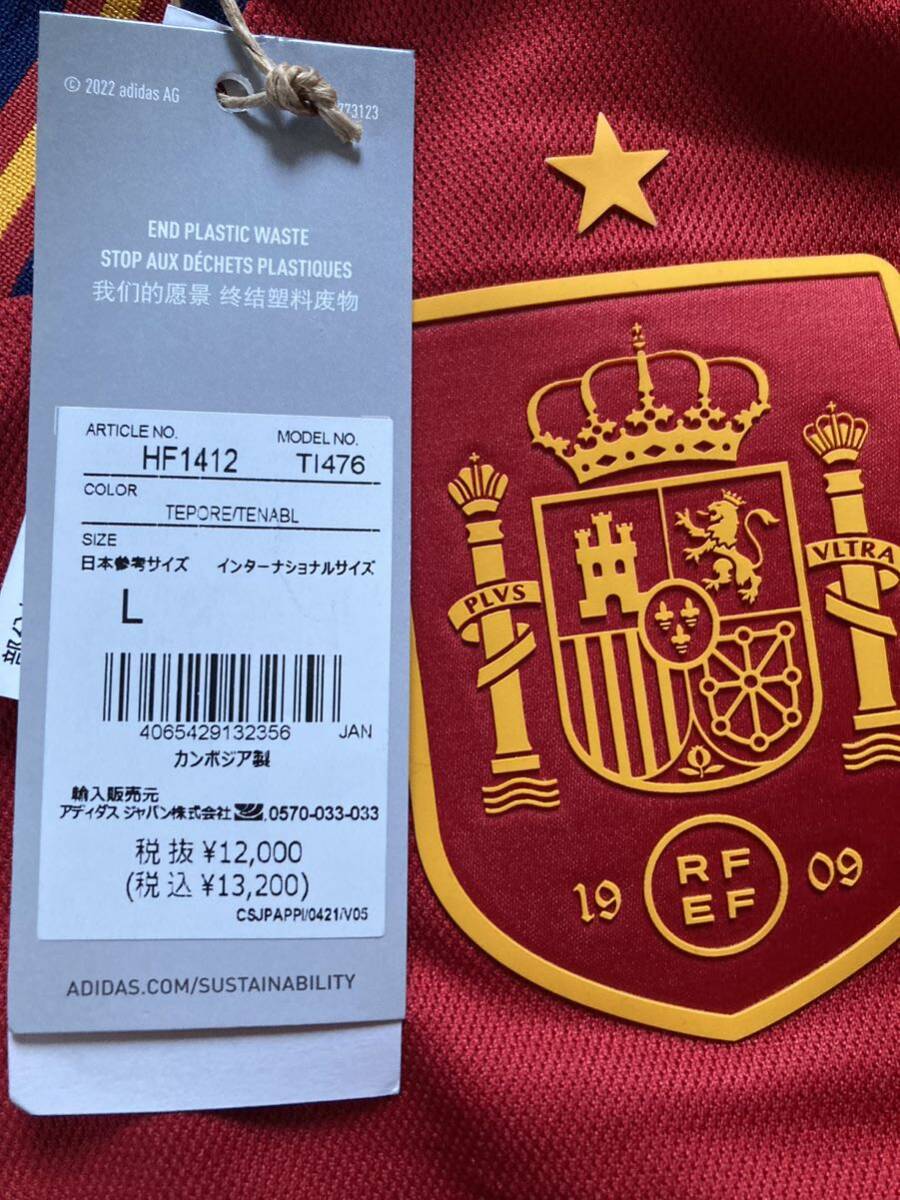 © 2022 adidas AG
773123
END PLASTIC WASTE
STOP AUX DÉCHETS PLASTIQUES
我们的愿景 终结塑料废物
ARTICLE NO. MODEL NO.
HF1412 TI476
COLOR
TEPORE/TENABL
SIZE
日本参考サイズ インターナショナルサイズ
L
4065429132356 JAN
カンボジア製
輸入販売元
アディダス ジャパン株式会社 0570-033-033
税抜 ¥12,000
(税込 ¥13,200)
CSJPAPPI/0421/V05
ADIDAS.COM/SUSTAINABILITY
PLVS
VLTRA
19 RF EF 09